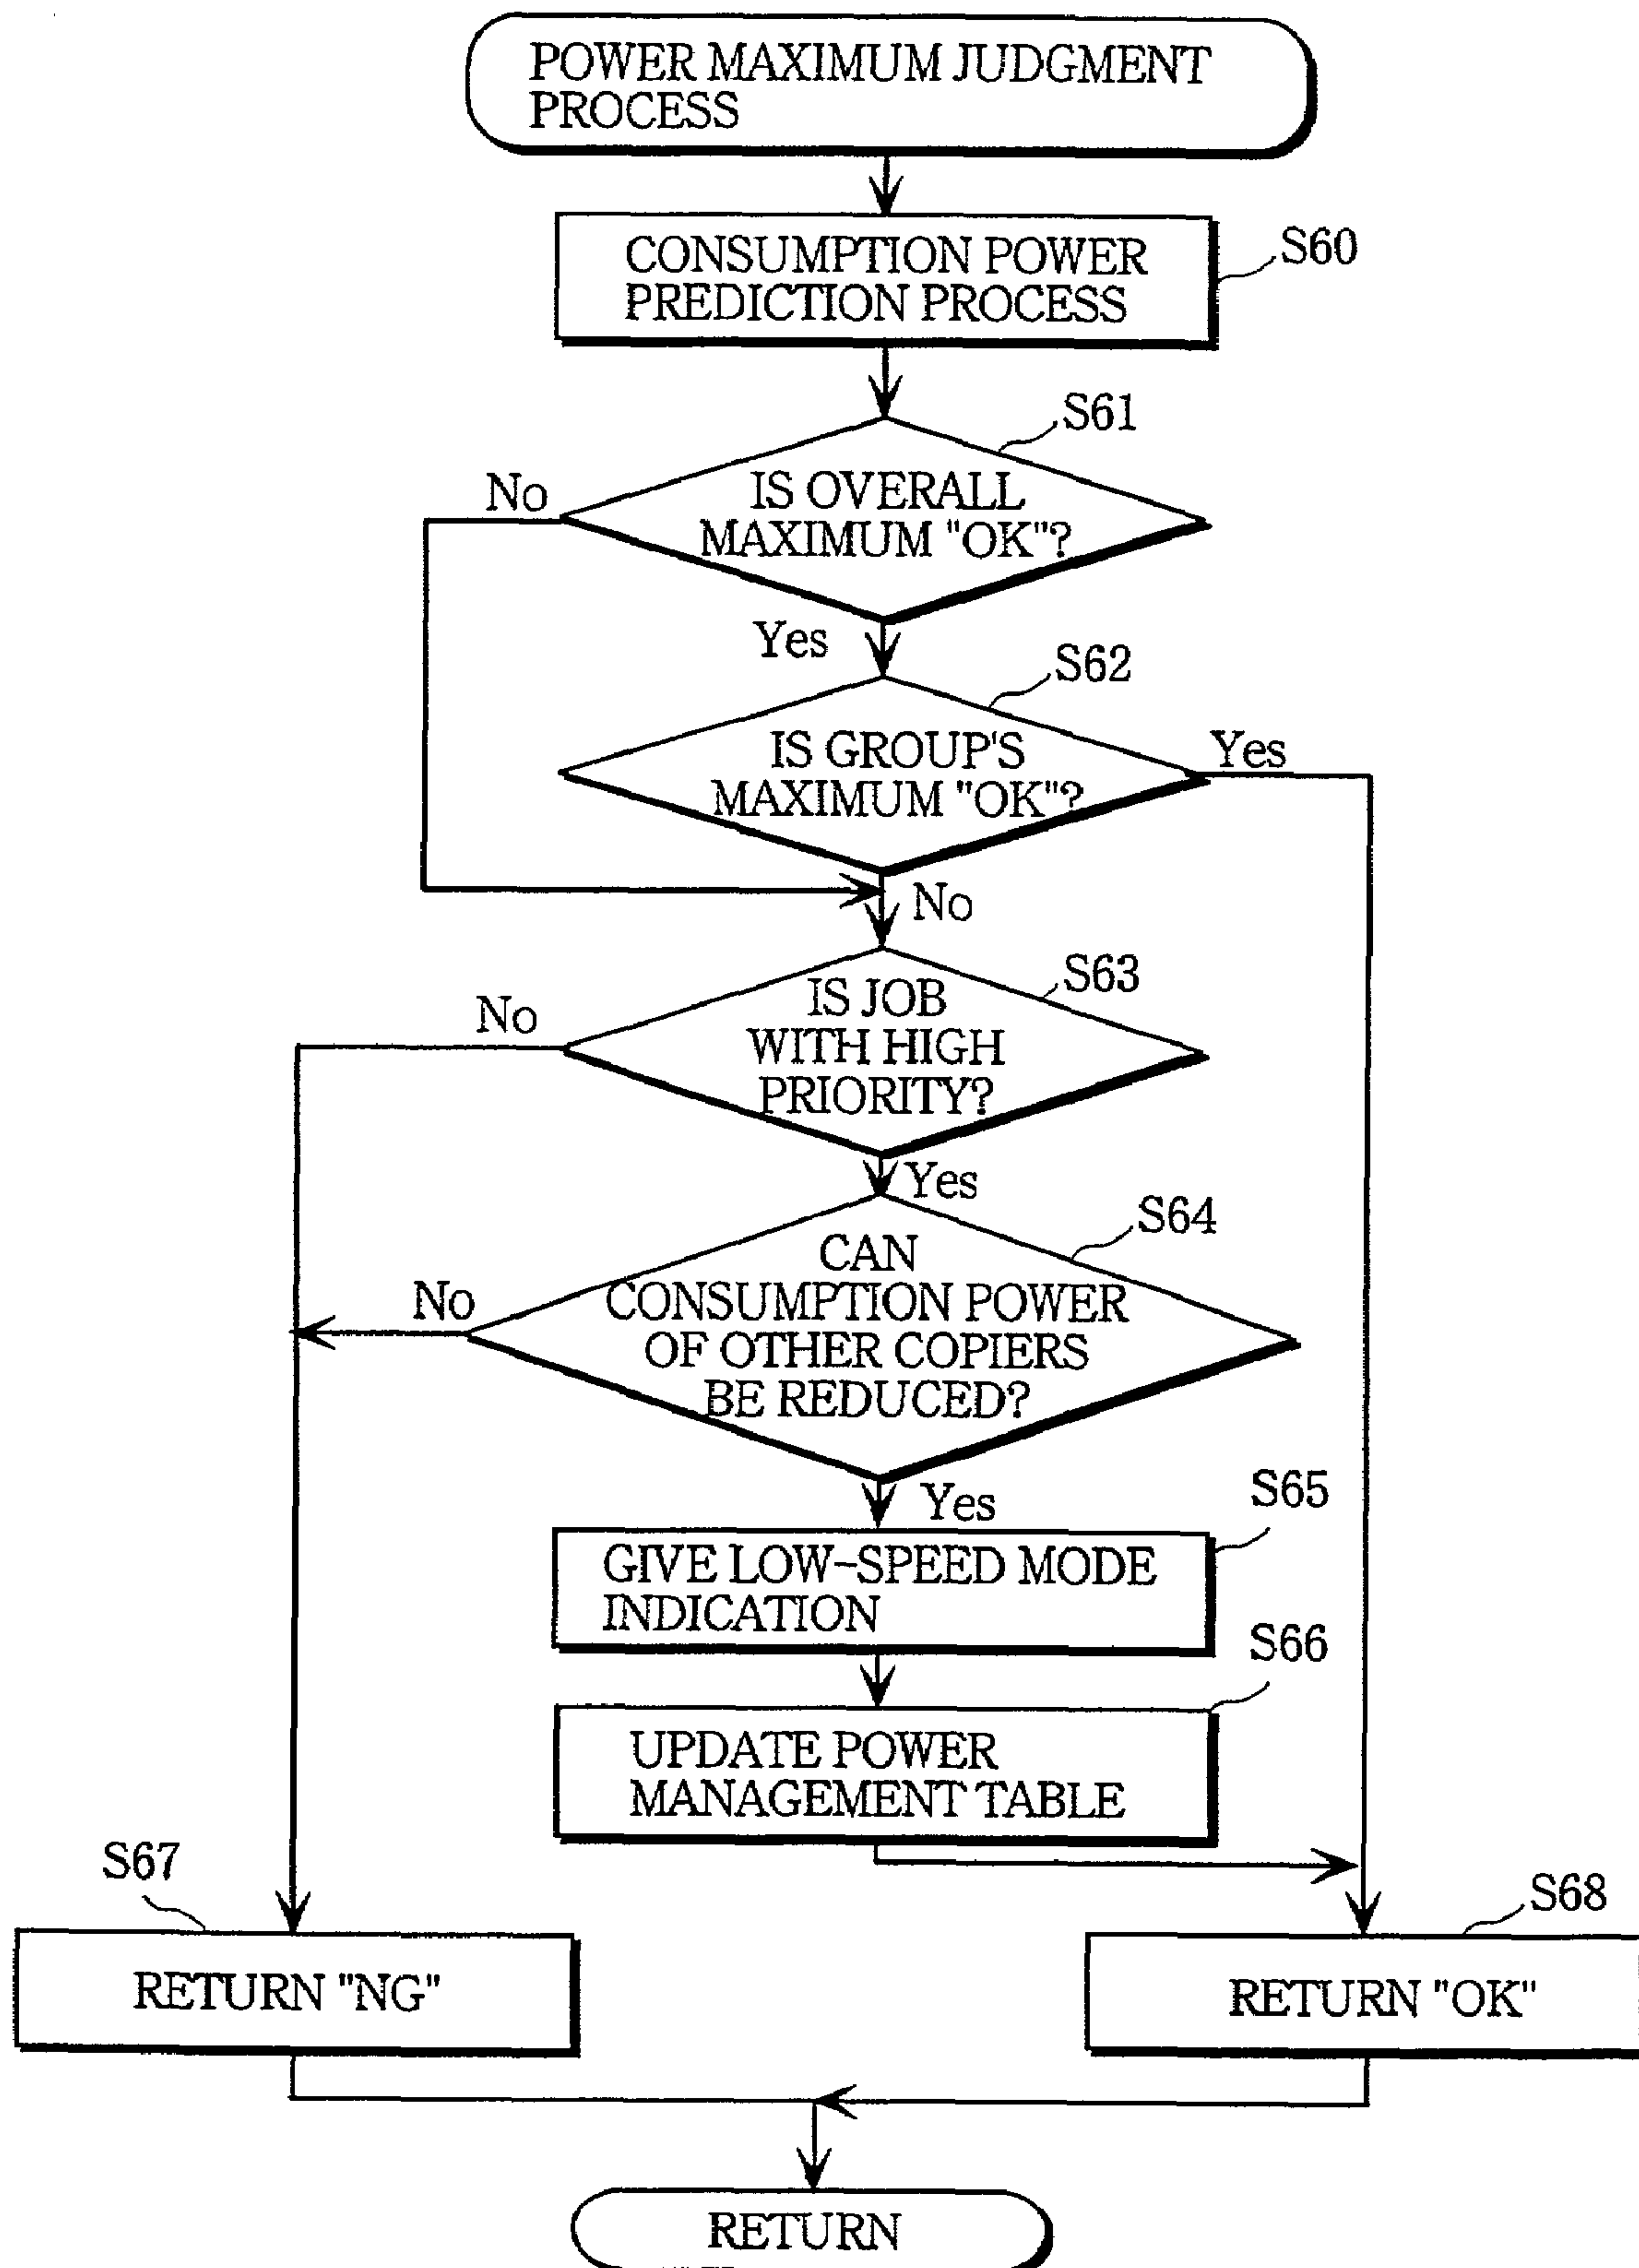 POWER MAXIMUM JUDGMENT
PROCESS
CONSUMPTION POWER
PREDICTION PROCESS
S60
S61
No
IS OVERALL
MAXIMUM "OK"?
Yes
S62
IS GROUP'S
MAXIMUM "OK"?
Yes
No
S63
No
IS JOB
WITH HIGH
PRIORITY?
Yes
S64
No
CAN
CONSUMPTION POWER
OF OTHER COPIERS
BE REDUCED?
Yes
S65
GIVE LOW-SPEED MODE
INDICATION
S66
UPDATE POWER
MANAGEMENT TABLE
S67
S68
RETURN "NG"
RETURN "OK"
RETURN